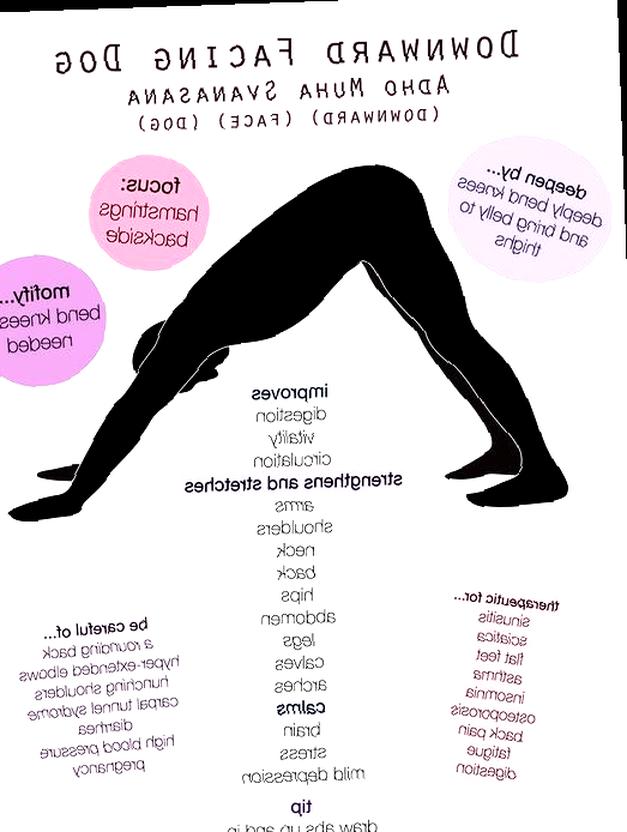 Downward Facing Dog
Adho Muha Svanasana
(downward) (face) (dog)
focus:
hamstrings
backside
deepen by...
deeply bend knees
and bring belly to
thighs
mofify...
bend knees
needed
improves
digestion
vitality
circulation
strengthens and stretches
arms
shoulders
neck
back
hips
abdomen
legs
calves
arches
calms
brain
stress
mild depression
tip
draw abs up and in
be careful of...
a rounding back
hyper-extended elbows
hunching shoulders
carpal tunnel sydrome
diarrhea
high blood pressure
pregnancy
therapeutic for...
sinusitis
sciatica
flat feet
asthma
insomnia
osteoporosis
back pain
fatigue
digestion